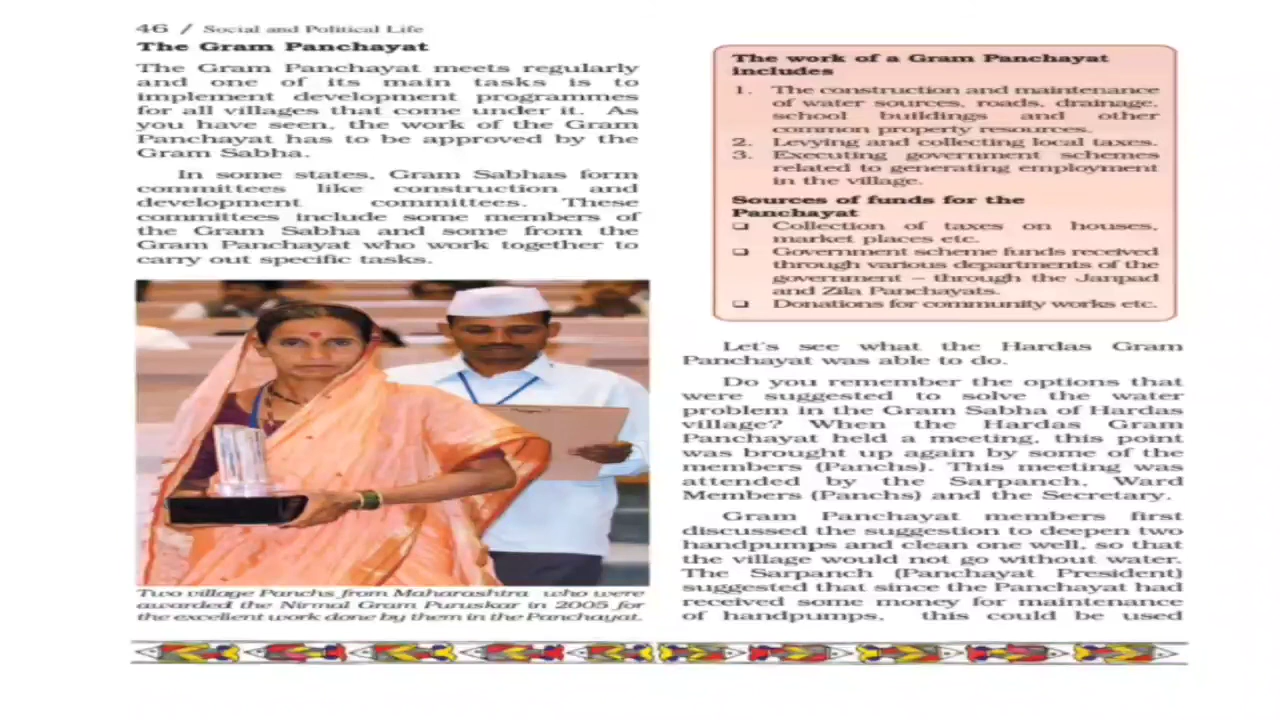 46 / Social and Political Life
The Gram Panchayat
The Gram Panchayat meets regularly
and one of its main tasks is to
implement development programmes
for all villages that come under it. As
you have seen, the work of the Gram
Panchayat has to be approved by the
Gram Sabha.
In some states, Gram Sabhas form
committees like construction and
development committees. These
committees include some members of
the Gram Sabha and some from the
Gram Panchayat who work together to
carry out specific tasks.
Two village Panchs from Maharashtra who were
awarded the Nirmal Gram Puruskar in 2005 for
the excellent work done by them in the Panchayat.
The work of a Gram Panchayat
includes
1. The construction and maintenance
of water sources, roads, drainage,
school buildings and other
common property resources.
2. Levying and collecting local taxes.
3. Executing government schemes
related to generating employment
in the village.
Sources of funds for the
Panchayat
❑ Collection of taxes on houses,
market places etc.
❑ Government scheme funds received
through various departments of the
government – through the Janpad
and Zila Panchayats.
❑ Donations for community works etc.
Let's see what the Hardas Gram
Panchayat was able to do.
Do you remember the options that
were suggested to solve the water
problem in the Gram Sabha of Hardas
village? When the Hardas Gram
Panchayat held a meeting, this point
was brought up again by some of the
members (Panchs). This meeting was
attended by the Sarpanch, Ward
Members (Panchs) and the Secretary.
Gram Panchayat members first
discussed the suggestion to deepen two
handpumps and clean one well, so that
the village would not go without water.
The Sarpanch (Panchayat President)
suggested that since the Panchayat had
received some money for maintenance
of handpumps, this could be used